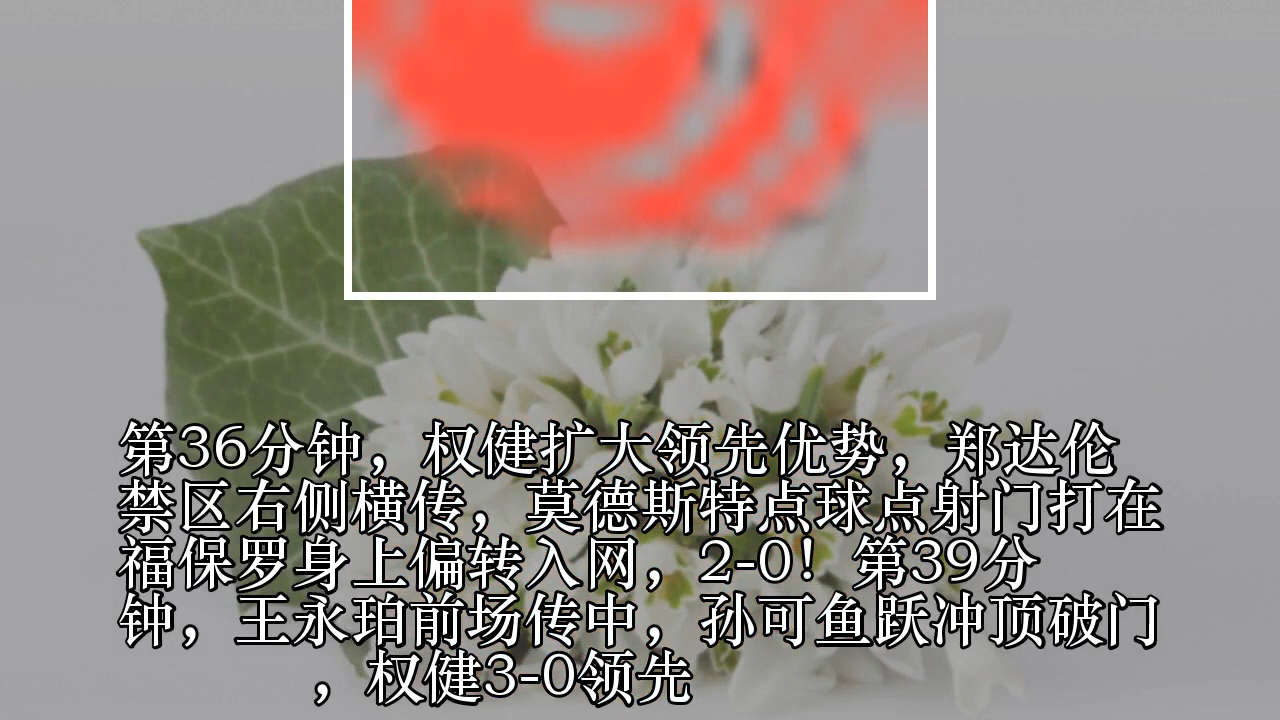 第36分钟，权健扩大领先优势，郑达伦
禁区右侧横传，莫德斯特点球点射门打在
福保罗身上偏转入网，2-0！第39分
钟，王永珀前场传中，孙可鱼跃冲顶破门
，权健3-0领先